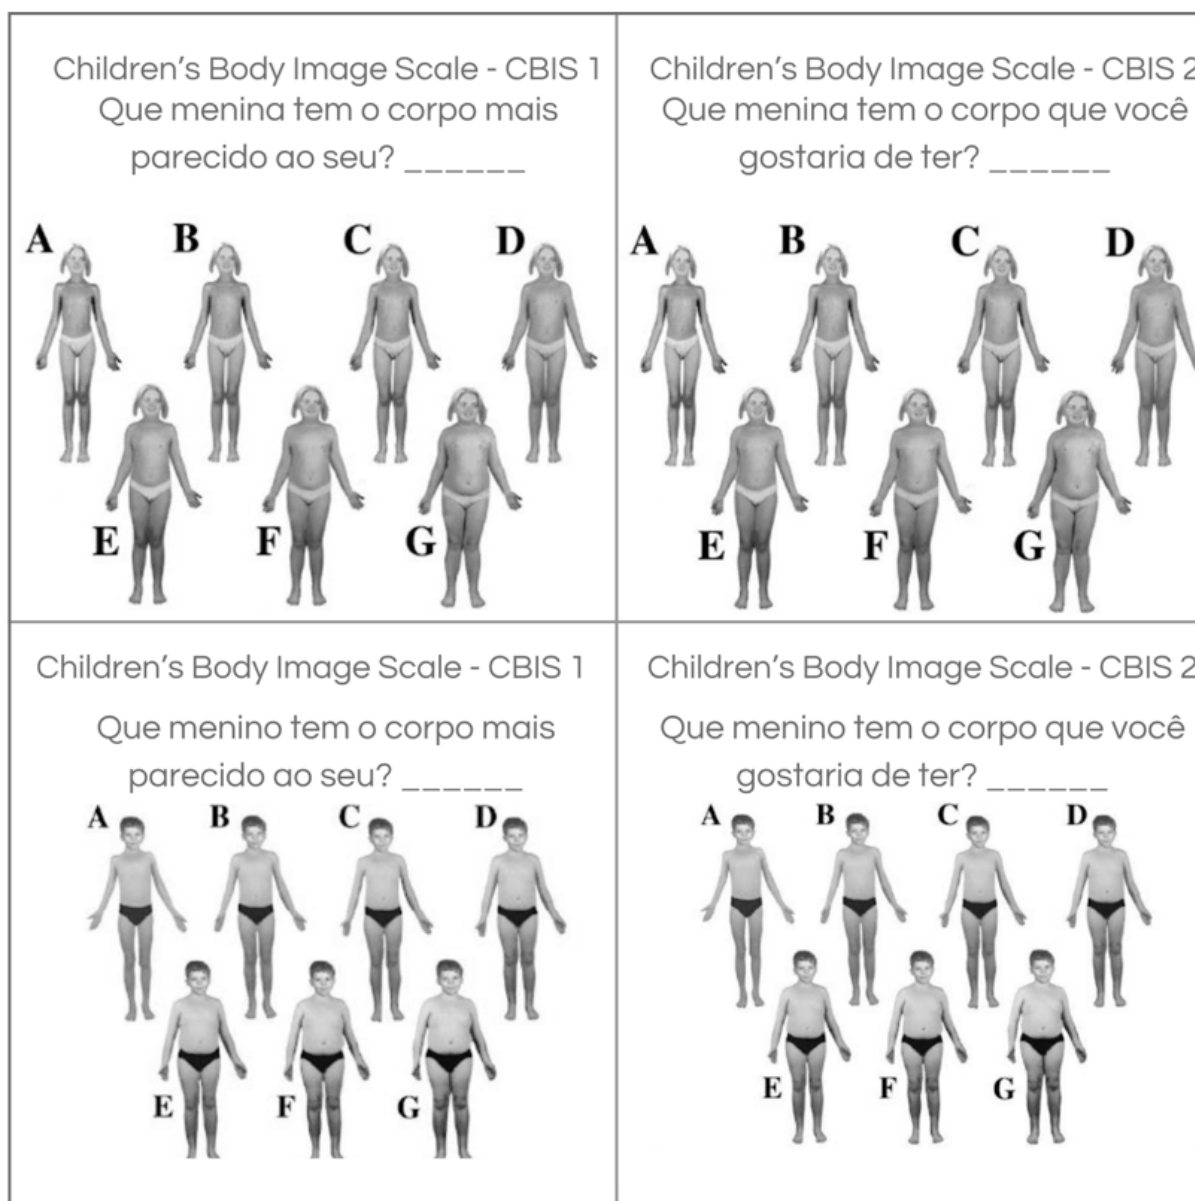 Children's Body Image Scale - CBIS 1
Que menina tem o corpo mais
parecido ao seu? ______
A B C D
E F G
Children's Body Image Scale - CBIS 2
Que menina tem o corpo que você
gostaria de ter? ______
A B C D
E F G
Children's Body Image Scale - CBIS 1
Que menino tem o corpo mais
parecido ao seu? ______
A B C D
E F G
Children's Body Image Scale - CBIS 2
Que menino tem o corpo que você
gostaria de ter? ______
A B C D
E F G